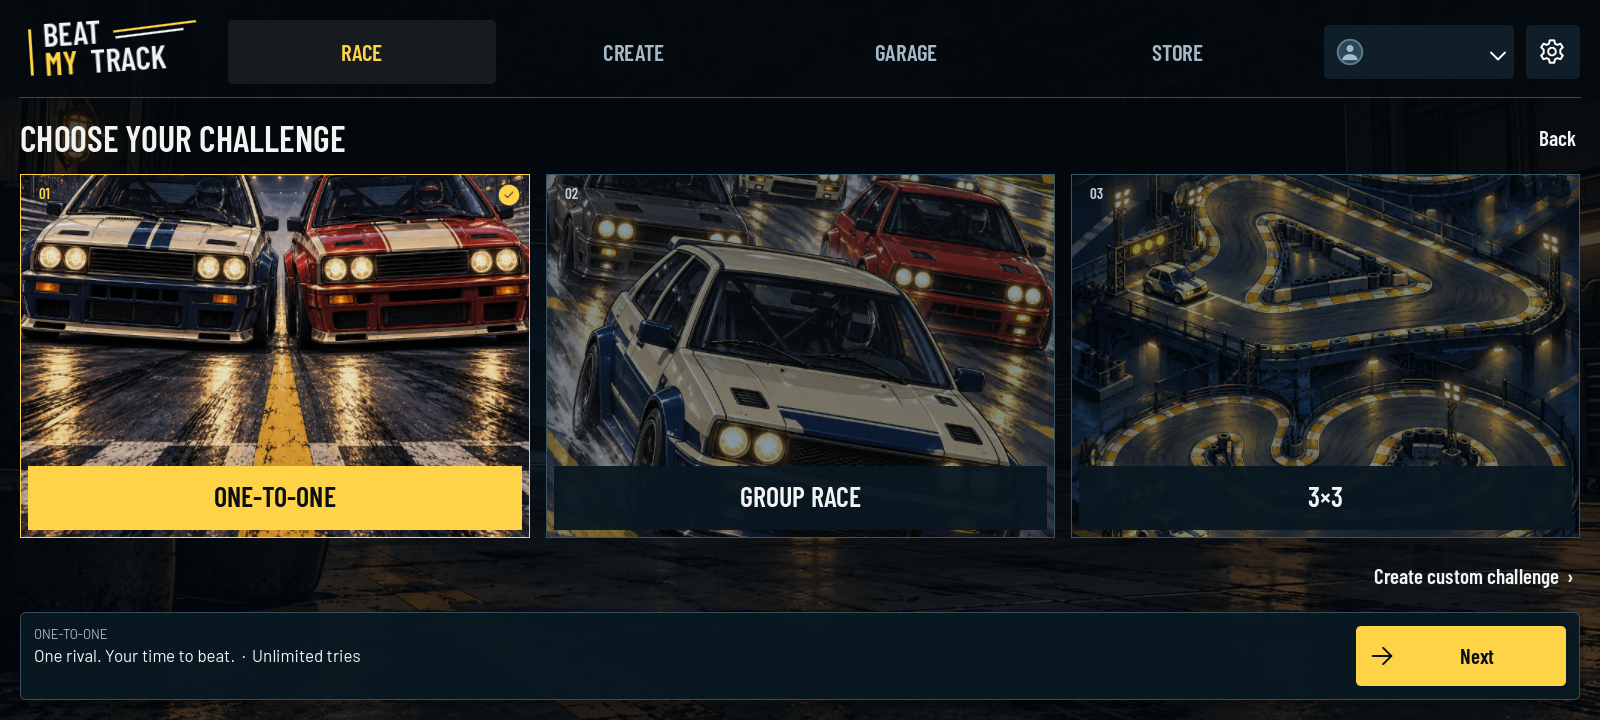 BEAT
MY TRACK
RACE
CREATE
GARAGE
STORE
CHOOSE YOUR CHALLENGE
Back
01
02
03
ONE-TO-ONE
GROUP RACE
3×3
Create custom challenge ›
ONE-TO-ONE
One rival. Your time to beat. · Unlimited tries
Next